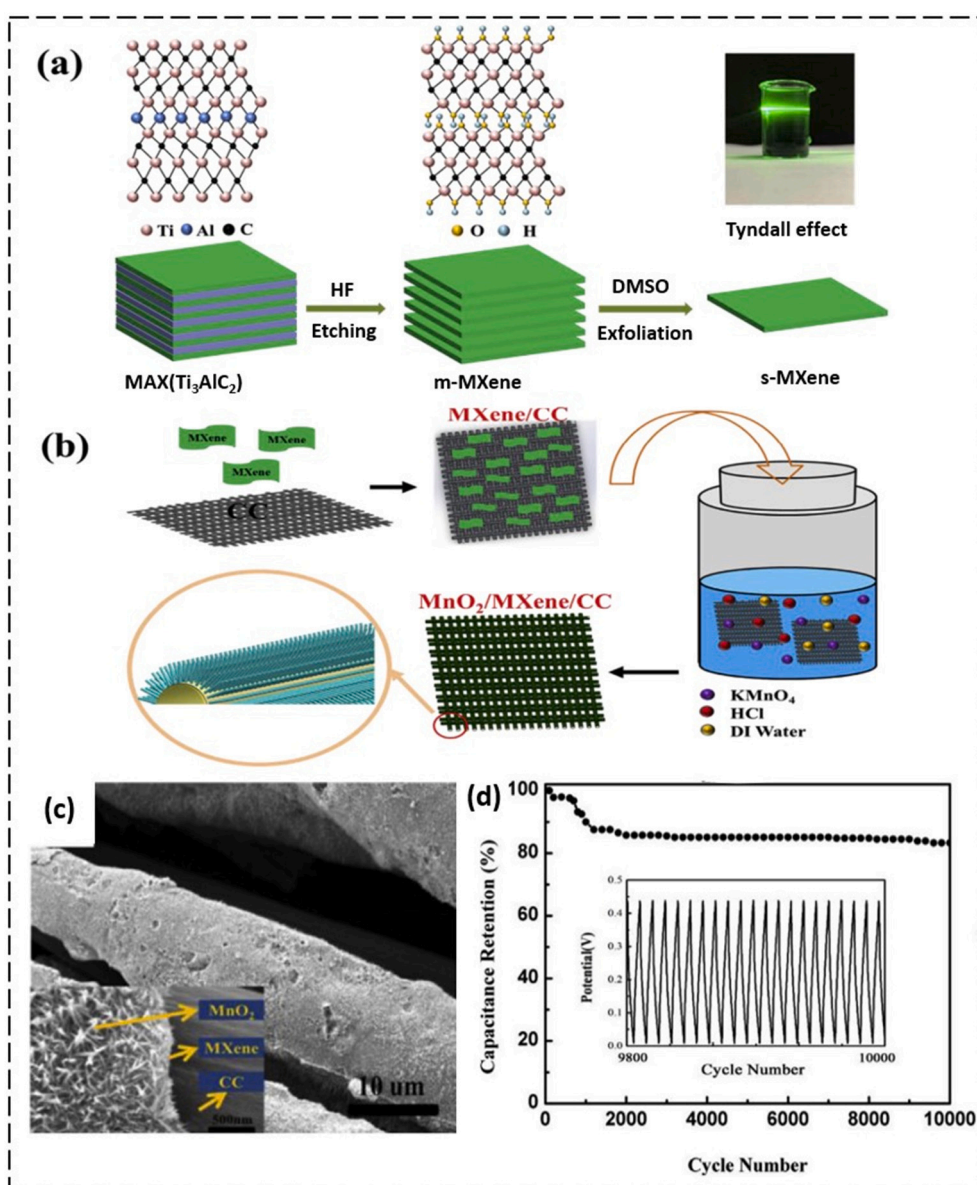 (a)
Ti Al C
O H
Tyndall effect
HF
Etching
DMSO
Exfoliation
MAX(Ti₃AlC₂)
m-MXene
s-MXene
(b)
MXene
MXene
MXene
CC
MXene/CC
MnO₂/MXene/CC
KMnO₄
HCl
DI Water
(c)
MnO₂
MXene
CC
500nm
10 um
(d)
Capacitance Retention (%)
100
80
60
40
20
0
0 2000 4000 6000 8000 10000
Cycle Number
Potential(V)
0.5
0.4
0.3
0.2
0.1
0.0
9800 10000
Cycle Number